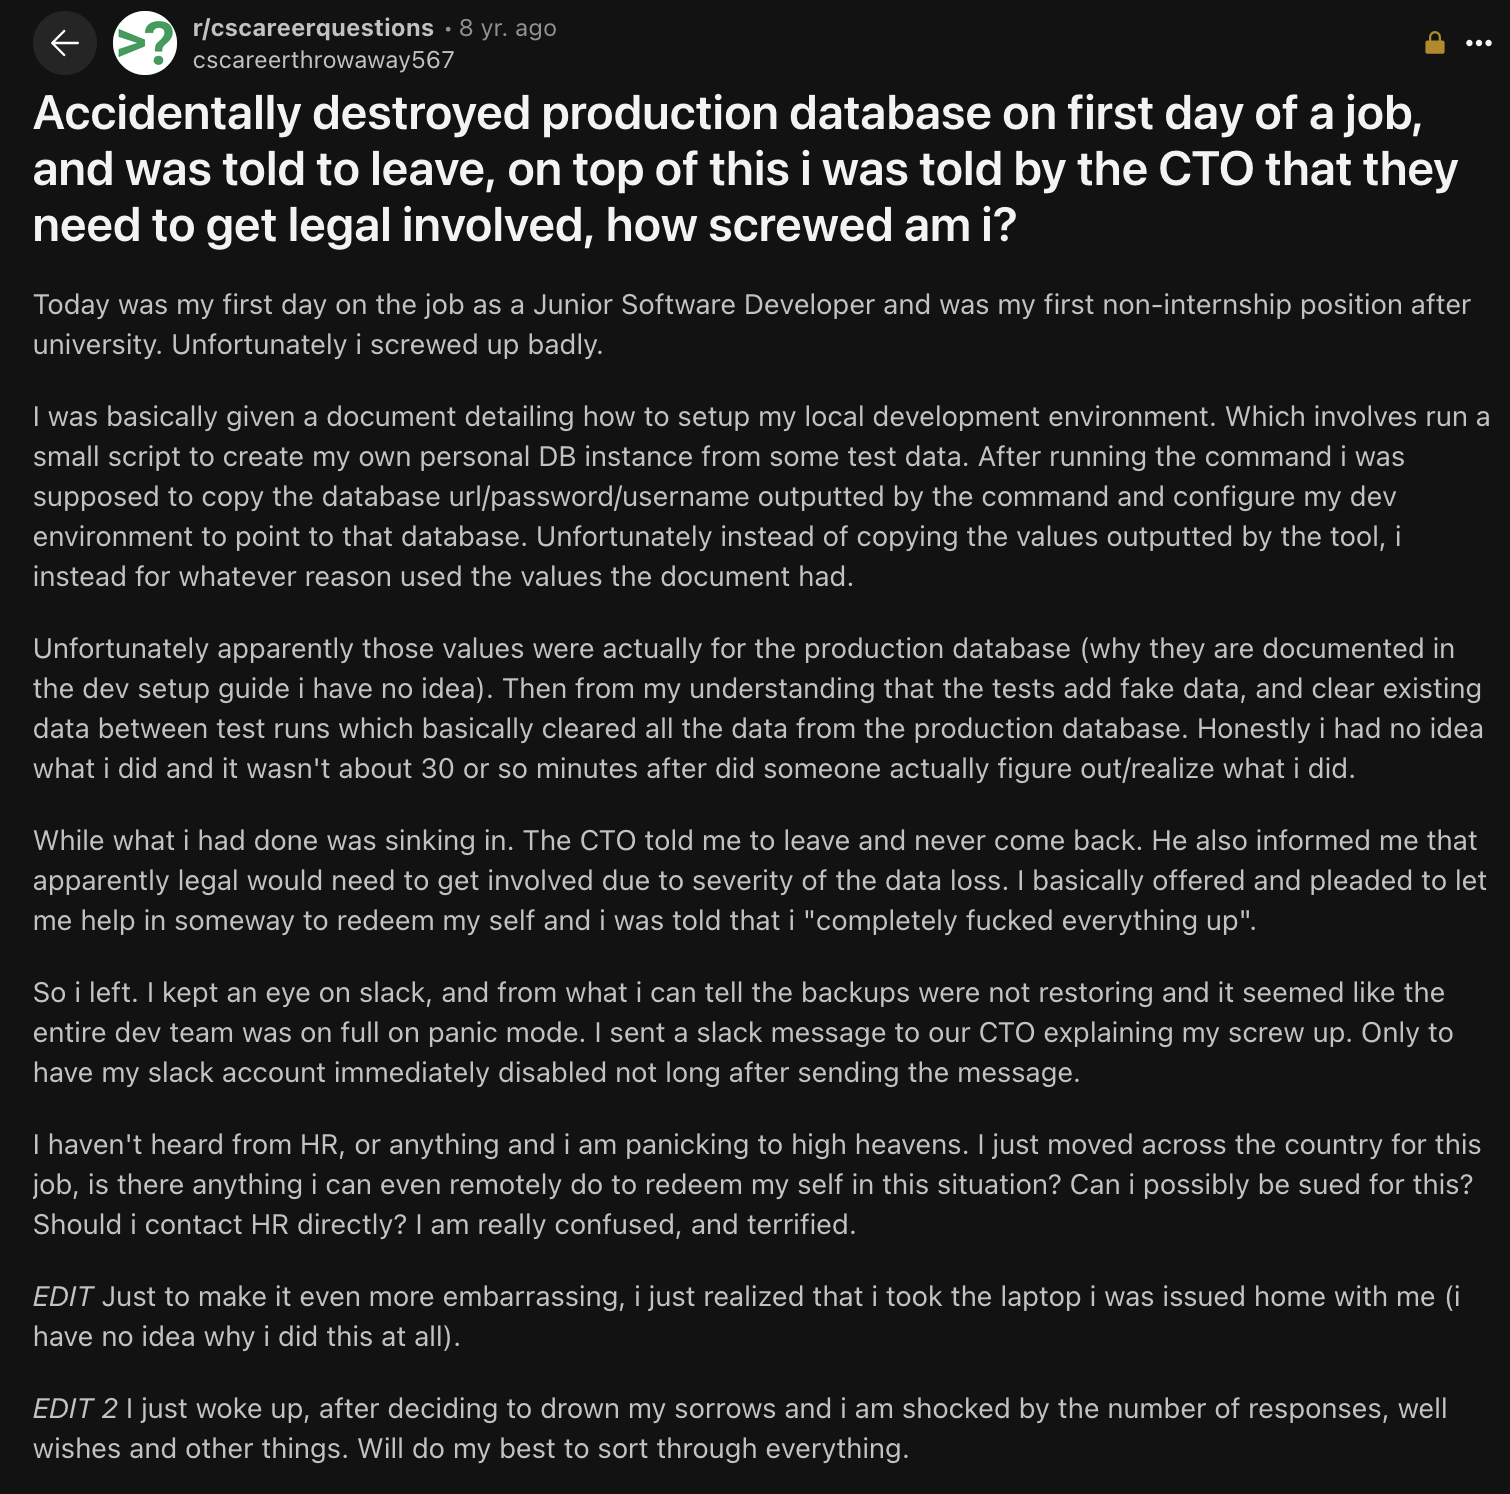 r/cscareerquestions • 8 yr. ago
cscareerthrowaway567
Accidentally destroyed production database on first day of a job,
and was told to leave, on top of this i was told by the CTO that they
need to get legal involved, how screwed am i?
Today was my first day on the job as a Junior Software Developer and was my first non-internship position after
university. Unfortunately i screwed up badly.
I was basically given a document detailing how to setup my local development environment. Which involves run a
small script to create my own personal DB instance from some test data. After running the command i was
supposed to copy the database url/password/username outputted by the command and configure my dev
environment to point to that database. Unfortunately instead of copying the values outputted by the tool, i
instead for whatever reason used the values the document had.
Unfortunately apparently those values were actually for the production database (why they are documented in
the dev setup guide i have no idea). Then from my understanding that the tests add fake data, and clear existing
data between test runs which basically cleared all the data from the production database. Honestly i had no idea
what i did and it wasn't about 30 or so minutes after did someone actually figure out/realize what i did.
While what i had done was sinking in. The CTO told me to leave and never come back. He also informed me that
apparently legal would need to get involved due to severity of the data loss. I basically offered and pleaded to let
me help in someway to redeem my self and i was told that i "completely fucked everything up".
So i left. I kept an eye on slack, and from what i can tell the backups were not restoring and it seemed like the
entire dev team was on full on panic mode. I sent a slack message to our CTO explaining my screw up. Only to
have my slack account immediately disabled not long after sending the message.
I haven't heard from HR, or anything and i am panicking to high heavens. I just moved across the country for this
job, is there anything i can even remotely do to redeem my self in this situation? Can i possibly be sued for this?
Should i contact HR directly? I am really confused, and terrified.
EDIT Just to make it even more embarrassing, i just realized that i took the laptop i was issued home with me (i
have no idea why i did this at all).
EDIT 2 I just woke up, after deciding to drown my sorrows and i am shocked by the number of responses, well
wishes and other things. Will do my best to sort through everything.